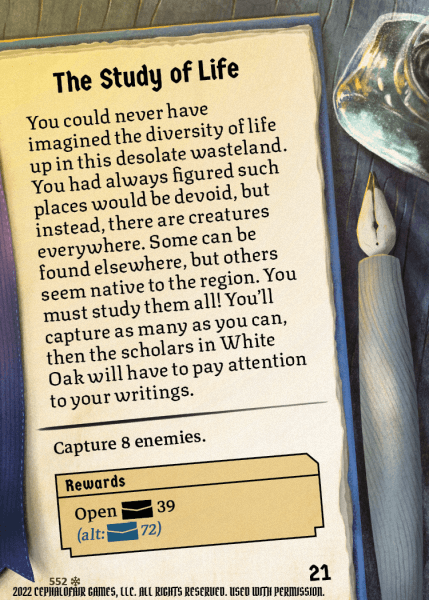 The Study of Life
You could never have
imagined the diversity of life
up in this desolate wasteland.
You had always figured such
places would be devoid, but
instead, there are creatures
everywhere. Some can be
found elsewhere, but others
seem native to the region. You
must study them all! You'll
capture as many as you can,
then the scholars in White
Oak will have to pay attention
to your writings.
Capture 8 enemies.
Rewards
Open 39
(alt: 72)
21
552
2022 CEPHALOFAIR GAMES, LLC. ALL RIGHTS RESERVED. USED WITH PERMISSION.